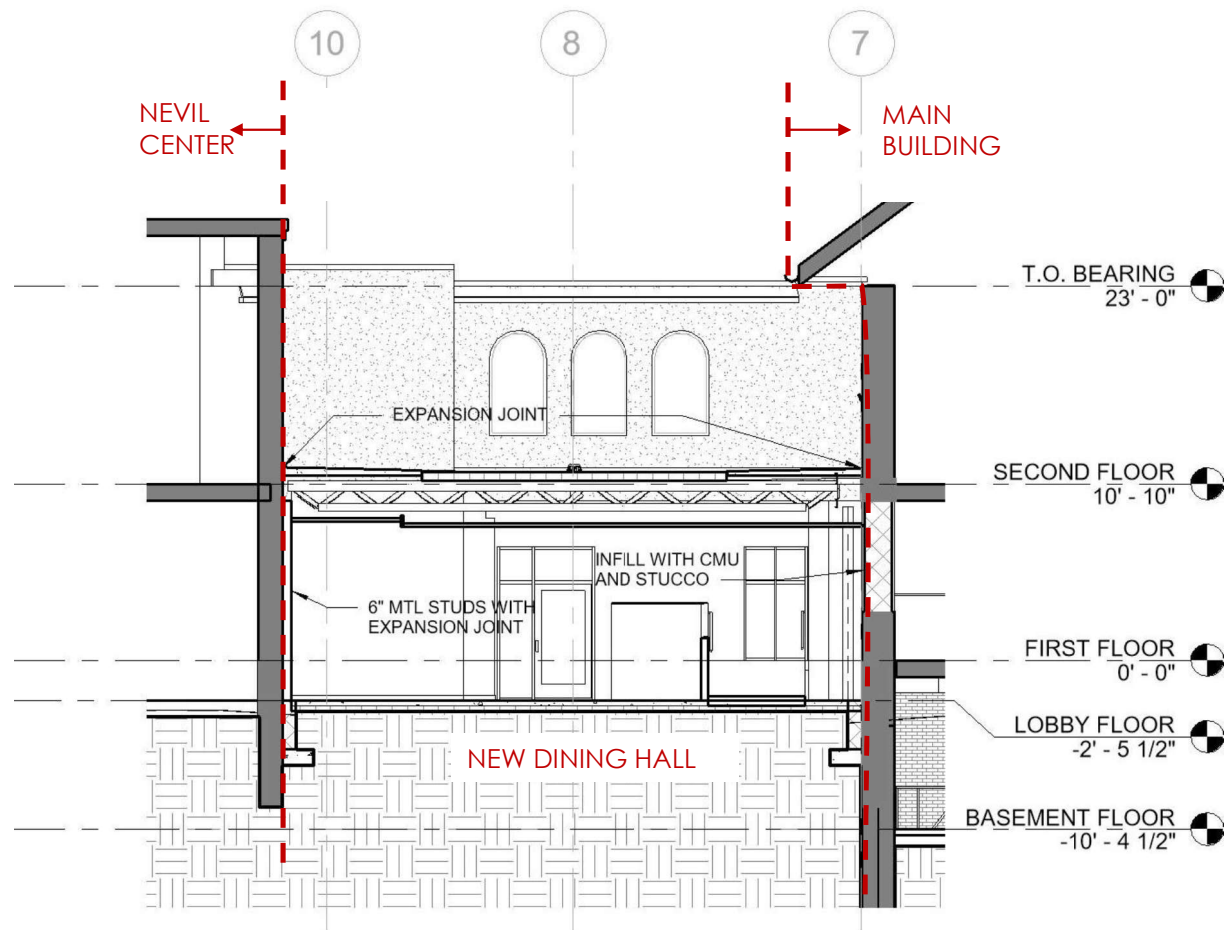 10
8
7
NEVIL
CENTER
MAIN
BUILDING
T.O. BEARING
23' - 0"
EXPANSION JOINT
SECOND FLOOR
10' - 10"
INFILL WITH CMU
AND STUCCO
6" MTL STUDS WITH
EXPANSION JOINT
FIRST FLOOR
0' - 0"
LOBBY FLOOR
-2' - 5 1/2"
NEW DINING HALL
BASEMENT FLOOR
-10' - 4 1/2"